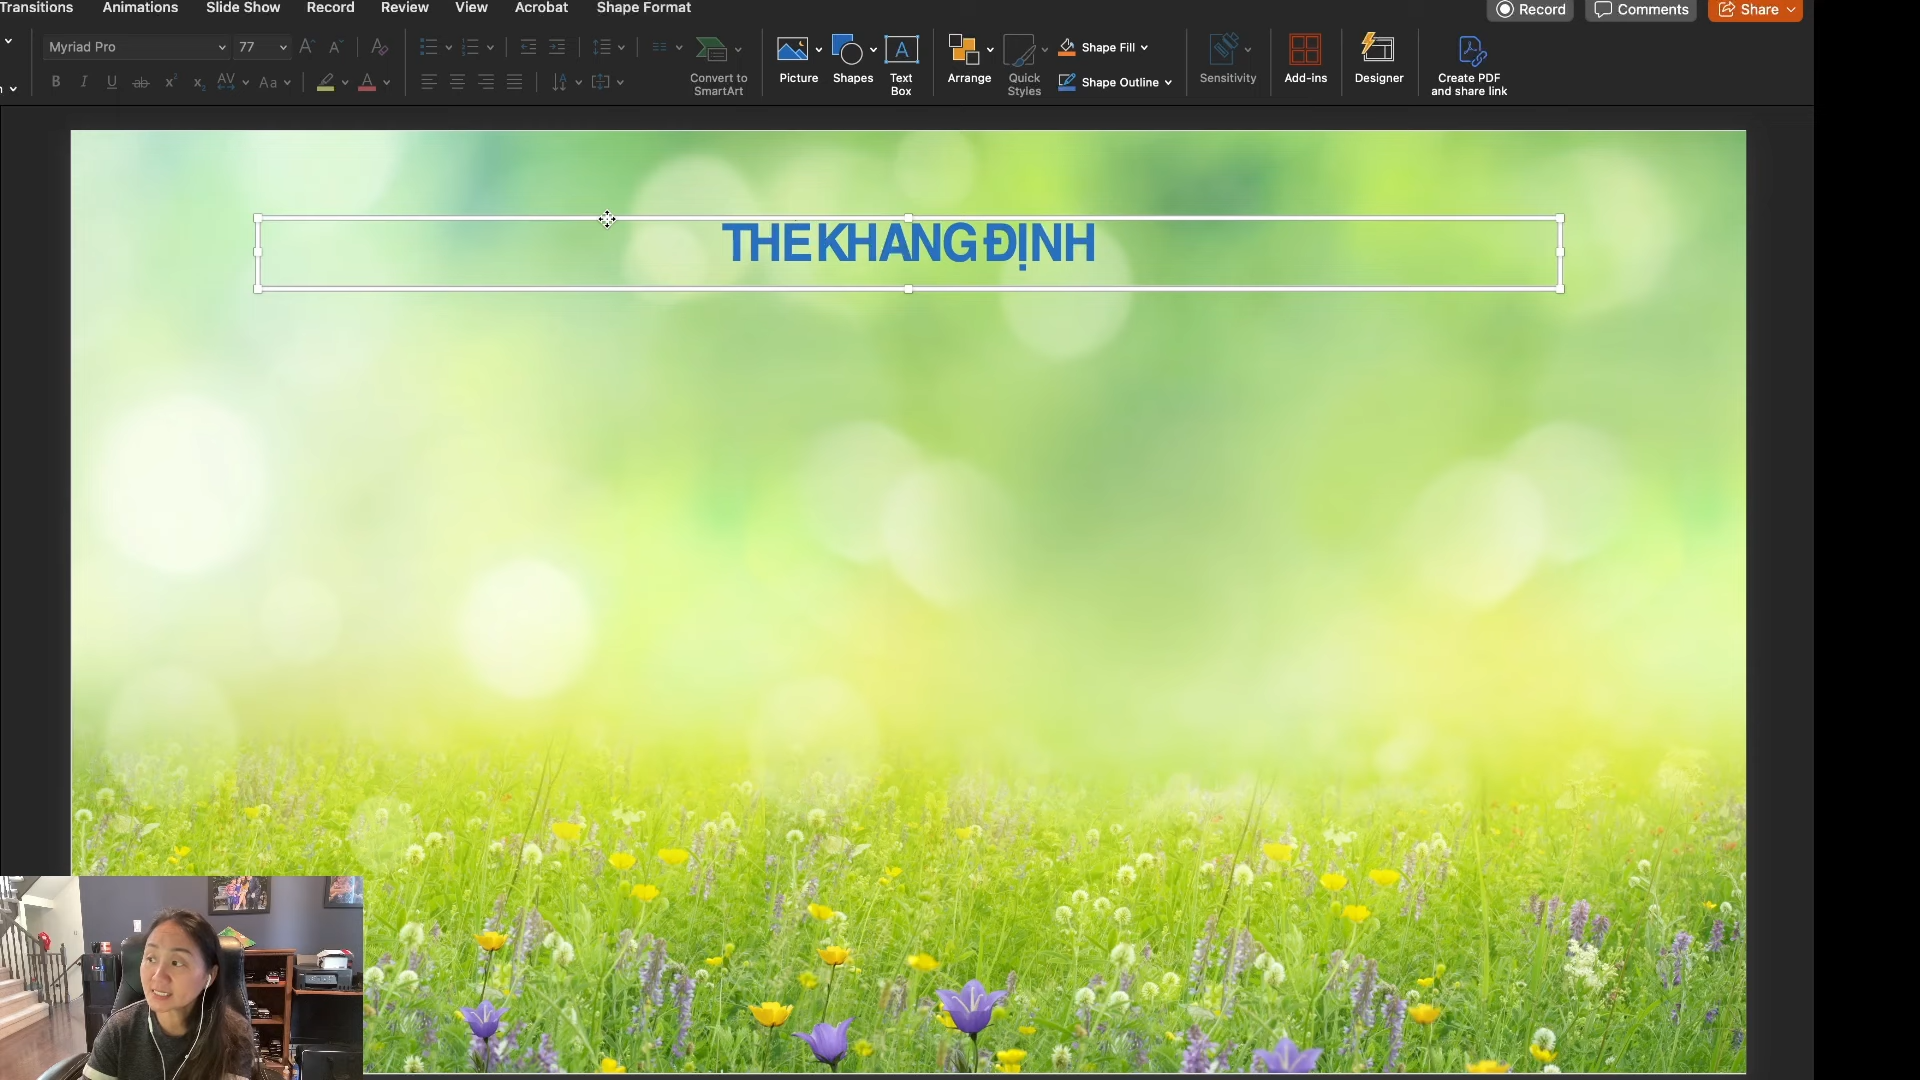 Transitions Animations Slide Show Record Review View Acrobat Shape Format
Record Comments Share
Myriad Pro 77
Convert to SmartArt
Picture
Shapes
Text Box
Arrange
Quick Styles
Shape Fill
Shape Outline
Sensitivity
Add-ins
Designer
Create PDF and share link
THE KHANG ĐỊNH